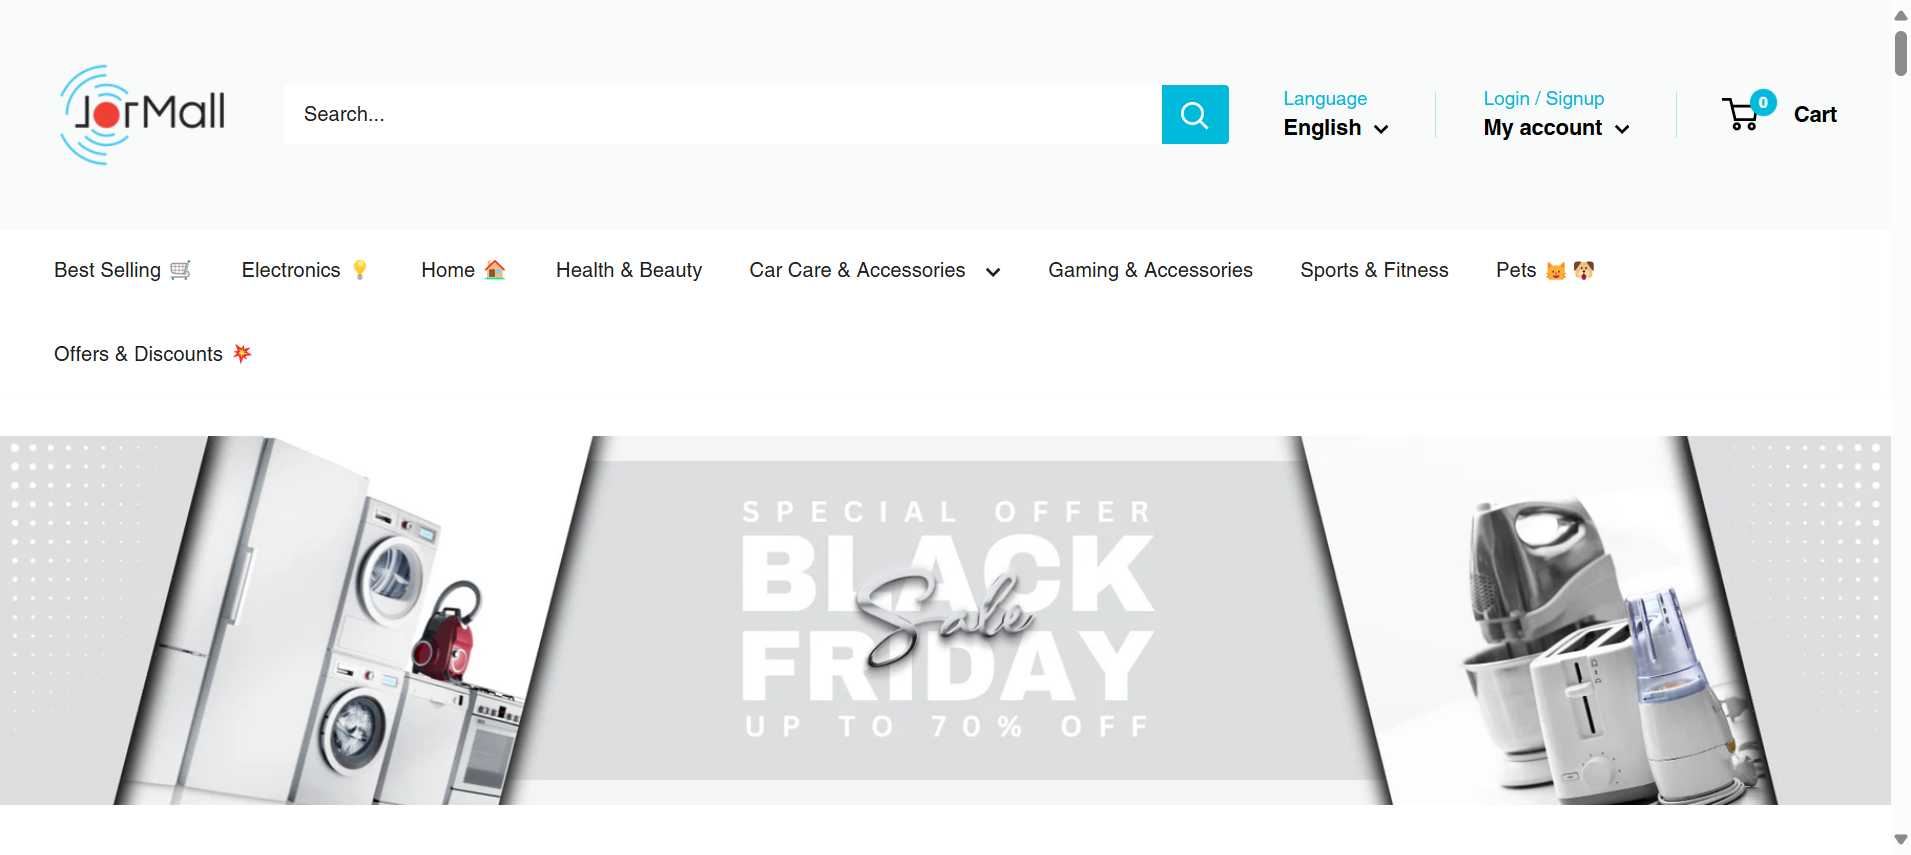 JorMall
Search...
Language
English
Login / Signup
My account
0
Cart
Best Selling 🛒
Electronics 💡
Home 🏠
Health & Beauty
Car Care & Accessories
Gaming & Accessories
Sports & Fitness
Pets 🐱 🐶
Offers & Discounts 💥
SPECIAL OFFER
BLACK
Sale
FRIDAY
UP TO 70% OFF